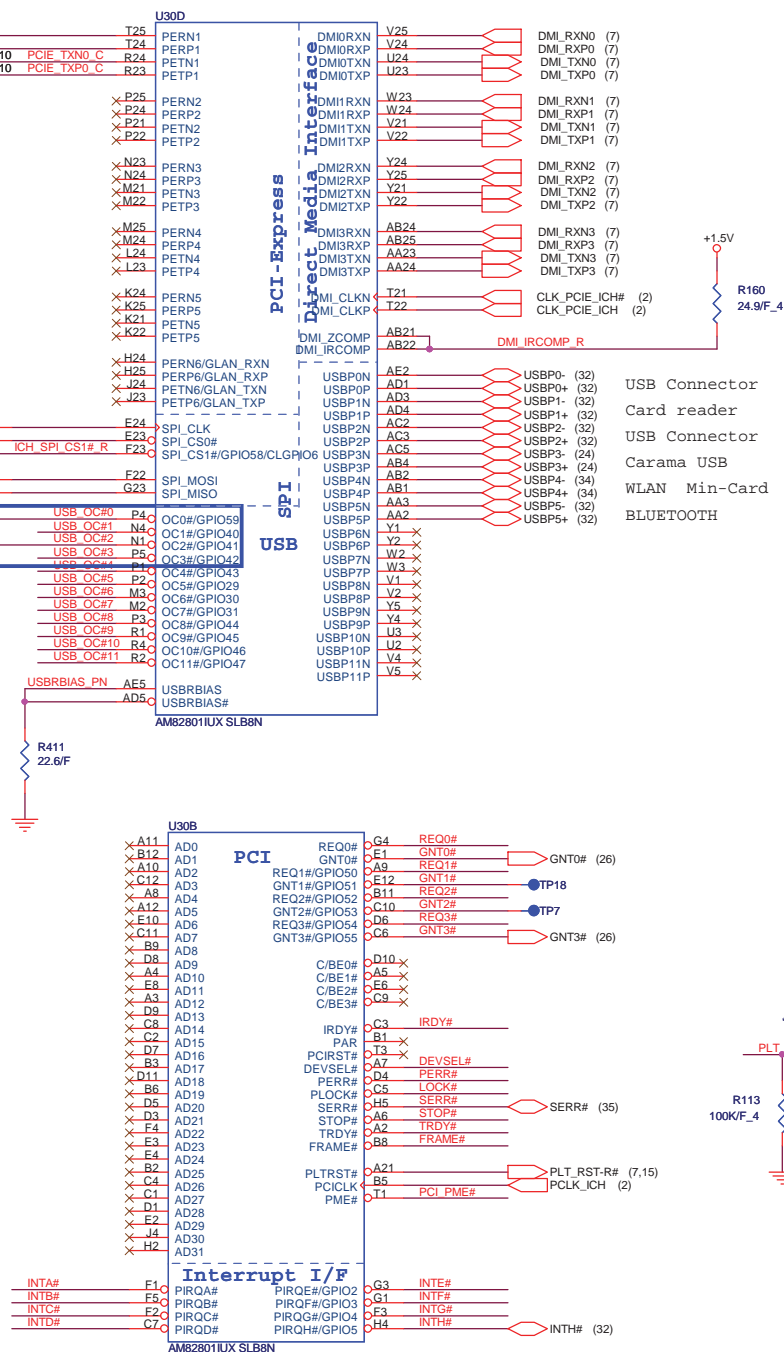 U30D
T25 PERN1 DMI0RXN V25 DMI_RXN0 (7)
T24 PERP1 DMI0RXP V24 DMI_RXP0 (7)
10 PCIE_TXN0_C R24 PETN1 DMI0TXN U24 DMI_TXN0 (7)
10 PCIE_TXP0_C R23 PETP1 DMI0TXP U23 DMI_TXP0 (7)
P25 PERN2 DMI1RXN W23 DMI_RXN1 (7)
P24 PERP2 DMI1RXP W24 DMI_RXP1 (7)
P21 PETN2 DMI1TXN V21 DMI_TXN1 (7)
P22 PETP2 DMI1TXP V22 DMI_TXP1 (7)
N23 PERN3 DMI2RXN Y24 DMI_RXN2 (7)
N24 PERP3 DMI2RXP Y25 DMI_RXP2 (7)
M21 PETN3 DMI2TXN Y21 DMI_TXN2 (7)
M22 PETP3 DMI2TXP Y22 DMI_TXP2 (7)
PCI-Express
Direct Media Interface
M25 PERN4 DMI3RXN AB24 DMI_RXN3 (7)
M24 PERP4 DMI3RXP AB25 DMI_RXP3 (7)
L24 PETN4 DMI3TXN AA23 DMI_TXN3 (7)
L23 PETP4 DMI3TXP AA24 DMI_TXP3 (7)
+1.5V
R160
24.9/F_4
K24 PERN5 DMI_CLKN T21 CLK_PCIE_ICH# (2)
K25 PERP5 DMI_CLKP T22 CLK_PCIE_ICH (2)
K21 PETN5
K22 PETP5 DMI_ZCOMP AB21
DMI_IRCOMP AB22 DMI_IRCOMP_R
H24 PERN6/GLAN_RXN
H25 PERP6/GLAN_RXP USBP0N AE2 USBP0- (32)
J24 PETN6/GLAN_TXN USBP0P AD1 USBP0+ (32) USB Connector
J23 PETP6/GLAN_TXP USBP1N AD3 USBP1- (32)
USBP1P AD4 USBP1+ (32) Card reader
E24 SPI_CLK USBP2N AC2 USBP2- (32)
E23 SPI_CS0# USBP2P AC3 USBP2+ (32) USB Connector
ICH_SPI_CS1#_R F23 SPI_CS1#/GPIO58/CLGPIO6 USBP3N AC5 USBP3- (24)
USBP3P AB4 USBP3+ (24) Carama USB
F22 SPI_MOSI USBP4N AB2 USBP4- (34)
G23 SPI_MISO USBP4P AB1 USBP4+ (34) WLAN Min-Card
SPI
USBP5N AA3 USBP5- (32)
USB_OC#0 P4 OC0#/GPIO59 USBP5P AA2 USBP5+ (32) BLUETOOTH
USB_OC#1 N4 OC1#/GPIO40 USBP6N Y1
USB_OC#2 N1 OC2#/GPIO41 USB USBP6P Y2
USB_OC#3 P5 OC3#/GPIO42 USBP7N W2
USB_OC#4 P1 OC4#/GPIO43 USBP7P W3
USB_OC#5 P2 OC5#/GPIO29 USBP8N V1
USB_OC#6 M3 OC6#/GPIO30 USBP8P V2
USB_OC#7 M2 OC7#/GPIO31 USBP9N Y5
USB_OC#8 P3 OC8#/GPIO44 USBP9P Y4
USB_OC#9 R1 OC9#/GPIO45 USBP10N U3
USB_OC#10 R4 OC10#/GPIO46 USBP10P U2
USB_OC#11 R2 OC11#/GPIO47 USBP11N V4
USBP11P V5
USBRBIAS_PN AE5 USBRBIAS
AD5 USBRBIAS#
AM82801IUX SLB8N
R411
22.6/F
U30B
PCI
A11 AD0 REQ0# G4 REQ0#
B12 AD1 GNT0# E1 GNT0# GNT0# (26)
A10 AD2 REQ1#/GPIO50 A9 REQ1#
C12 AD3 GNT1#/GPIO51 E12 GNT1# TP18
A8 AD4 REQ2#/GPIO52 B11 REQ2#
A12 AD5 GNT2#/GPIO53 C10 GNT2# TP7
E10 AD6 REQ3#/GPIO54 D6 REQ3#
C11 AD7 GNT3#/GPIO55 C6 GNT3# GNT3# (26)
B9 AD8
D8 AD9 C/BE0# D10
A4 AD10 C/BE1# A5
E8 AD11 C/BE2# E6
A3 AD12 C/BE3# C9
D9 AD13
C8 AD14 IRDY# C3 IRDY#
C2 AD15 PAR B1
D7 AD16 PCIRST# T3
B3 AD17 DEVSEL# A7 DEVSEL#
D11 AD18 PERR# D4 PERR#
B6 AD19 PLOCK# C5 LOCK#
D5 AD20 SERR# H5 SERR# SERR# (35)
D3 AD21 STOP# A6 STOP#
F4 AD22 TRDY# A2 TRDY#
E3 AD23 FRAME# B8 FRAME#
E4 AD24
B2 AD25 PLTRST# A21 PLT_RST-R# (7,15)
C4 AD26 PCICLK B5 PCLK_ICH (2)
C1 AD27 PME# T1 PCI_PME#
D1 AD28
E2 AD29
J4 AD30
H2 AD31
PLT
R113
100K/F_4
Interrupt I/F
INTA# F1 PIRQA# PIRQE#/GPIO2 G3 INTE#
INTB# F5 PIRQB# PIRQF#/GPIO3 G1 INTF#
INTC# F2 PIRQC# PIRQG#/GPIO4 F3 INTG#
INTD# C7 PIRQD# PIRQH#/GPIO5 H4 INTH# INTH# (32)
AM82801IUX SLB8N